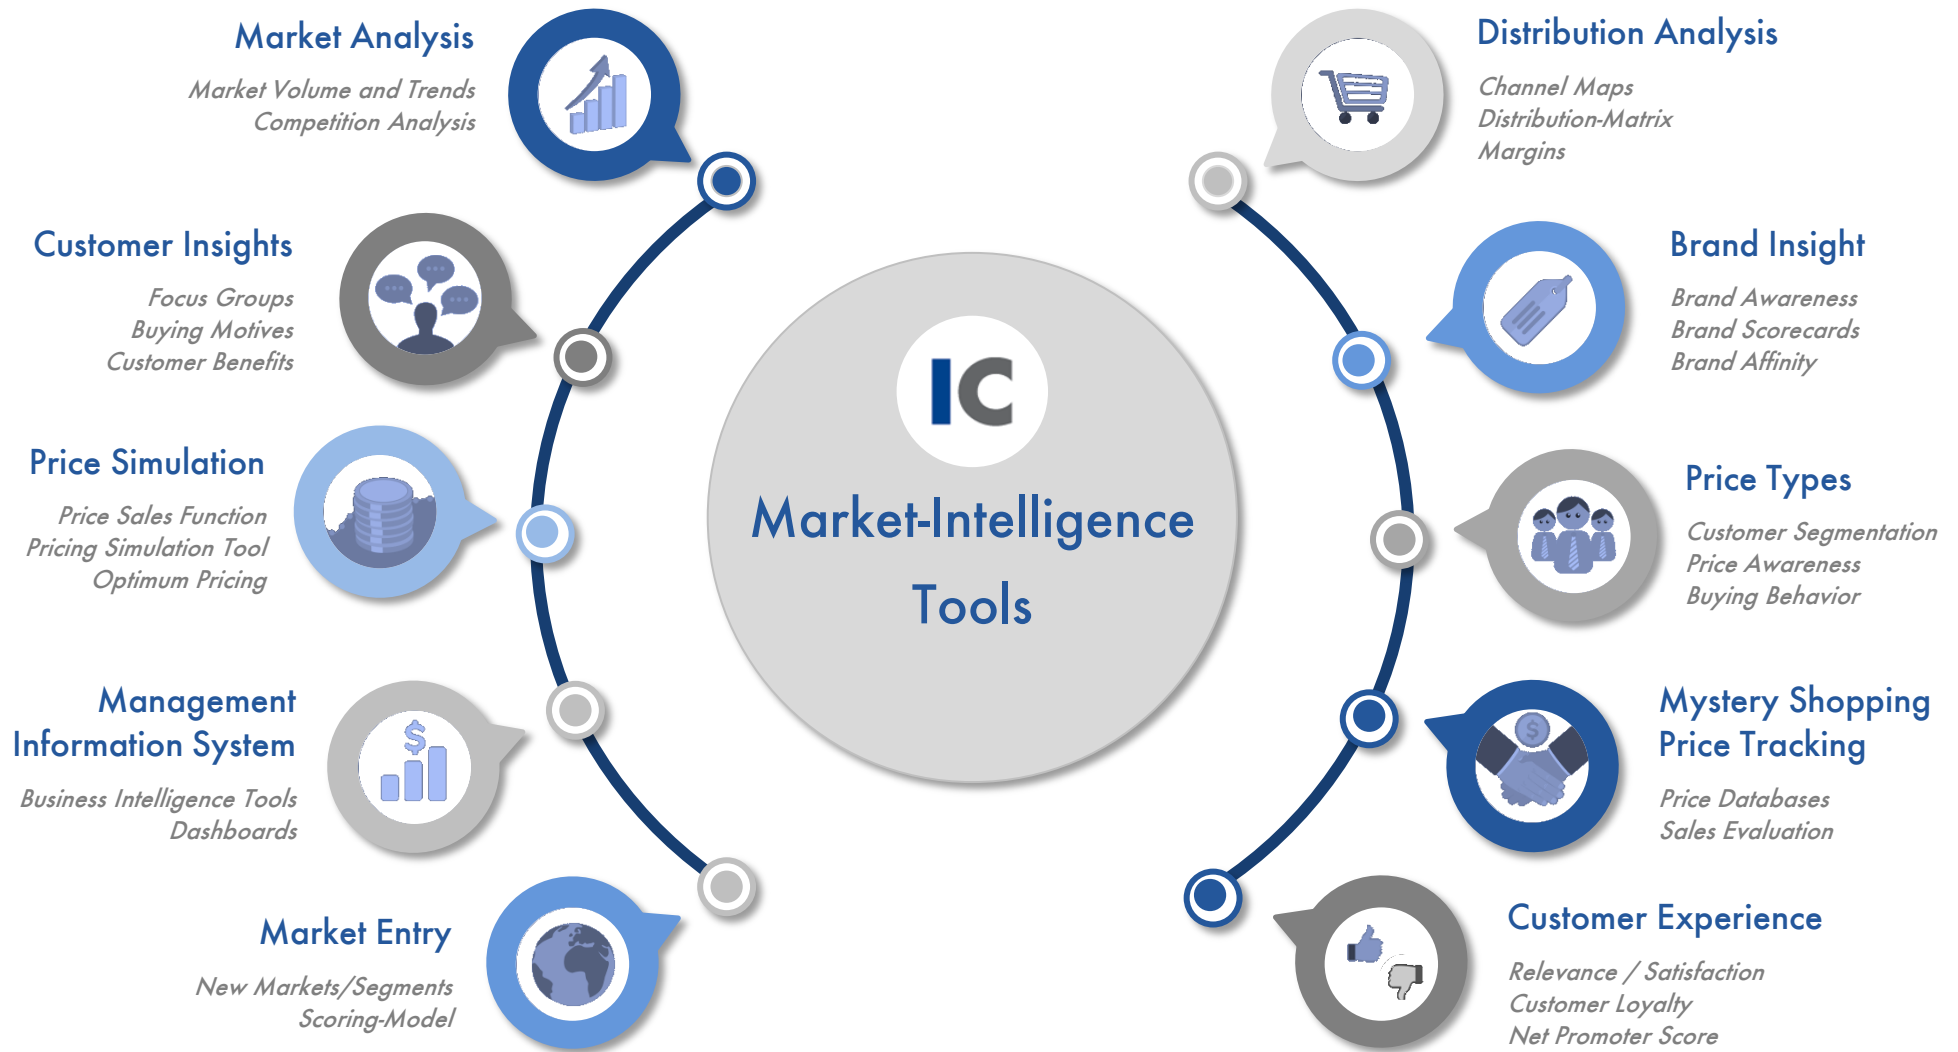 Market Analysis
Market Volume and Trends
Competition Analysis
Customer Insights
Focus Groups
Buying Motives
Customer Benefits
Price Simulation
Price Sales Function
Pricing Simulation Tool
Optimum Pricing
Management
Information System
$
Business Intelligence Tools
Dashboards
Market Entry
New Markets/Segments
Scoring-Model
IC
Market-Intelligence
Tools
Distribution Analysis
Channel Maps
Distribution-Matrix
Margins
Brand Insight
Brand Awareness
Brand Scorecards
Brand Affinity
Price Types
Customer Segmentation
Price Awareness
Buying Behavior
Mystery Shopping
Price Tracking
$
Price Databases
Sales Evaluation
Customer Experience
Relevance / Satisfaction
Customer Loyalty
Net Promoter Score